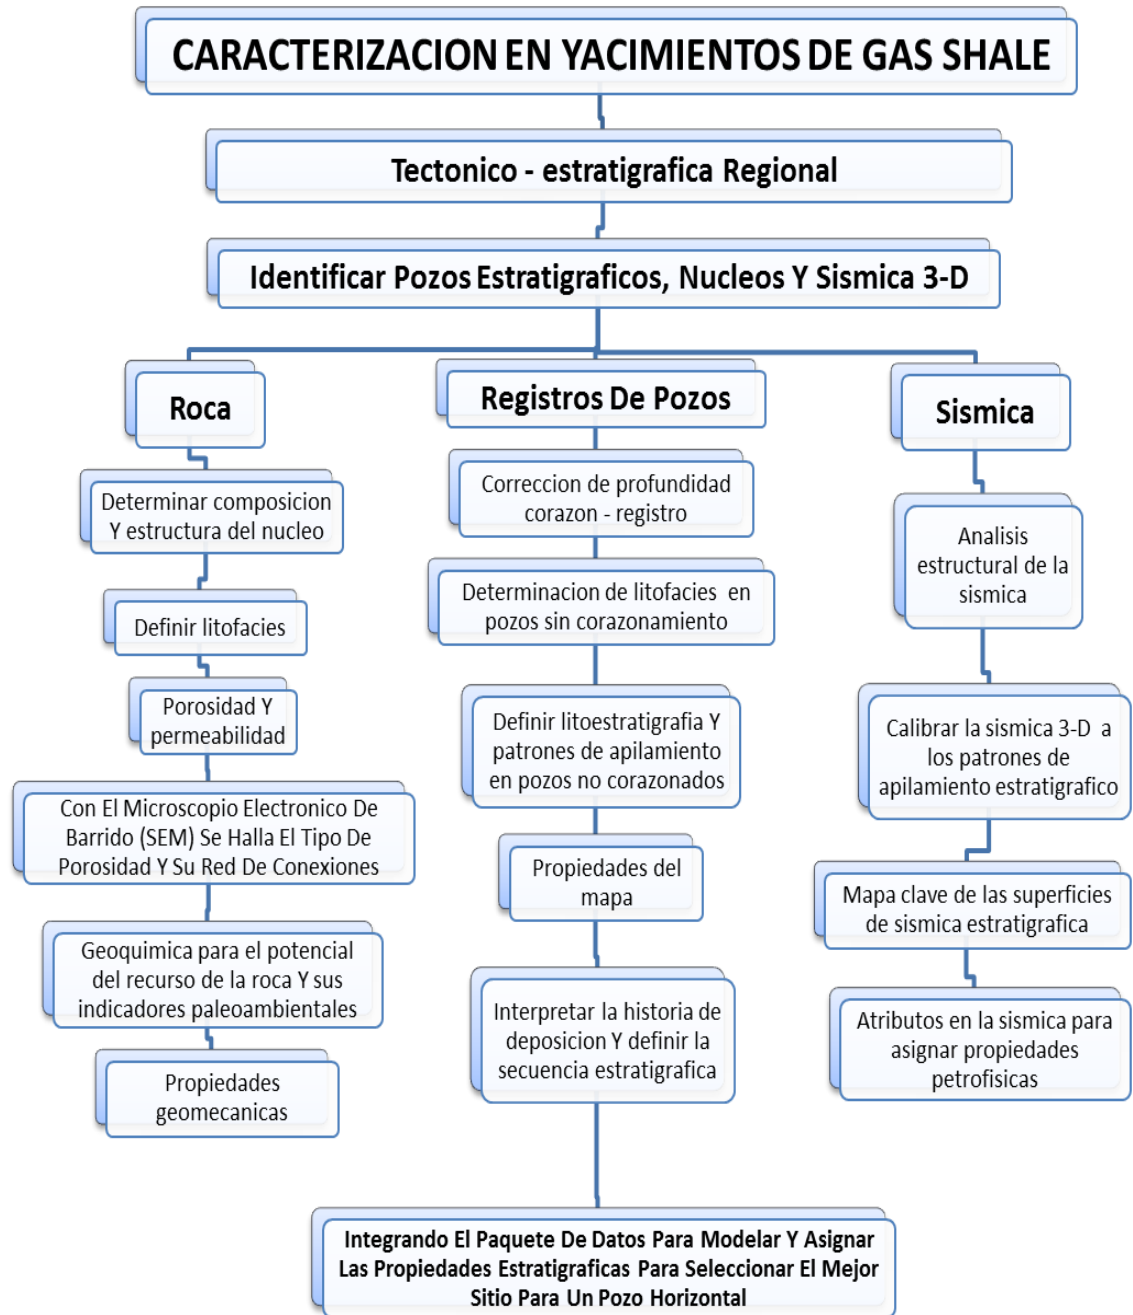 CARACTERIZACION EN YACIMIENTOS DE GAS SHALE
Tectonico - estratigrafica Regional
Identificar Pozos Estratigraficos, Nucleos Y Sismica 3-D
Roca
Determinar composicion
Y estructura del nucleo
Definir litofacies
Porosidad Y
permeabilidad
Con El Microscopio Electronico De
Barrido (SEM) Se Halla El Tipo De
Porosidad Y Su Red De Conexiones
Geoquimica para el potencial
del recurso de la roca Y sus
indicadores paleoambientales
Propiedades
geomecanicas
Registros De Pozos
Correccion de profundidad
corazon - registro
Determinacion de litofacies en
pozos sin corazonamiento
Definir litoestratigrafia Y
patrones de apilamiento
en pozos no corazonados
Propiedades del
mapa
Interpretar la historia de
deposicion Y definir la
secuencia estratigrafica
Sismica
Analisis
estructural de la
sismica
Calibrar la sismica 3-D a
los patrones de
apilamiento estratigrafico
Mapa clave de las superficies
de sismica estratigrafica
Atributos en la sismica para
asignar propiedades
petrofisicas
Integrando El Paquete De Datos Para Modelar Y Asignar
Las Propiedades Estratigraficas Para Seleccionar El Mejor
Sitio Para Un Pozo Horizontal